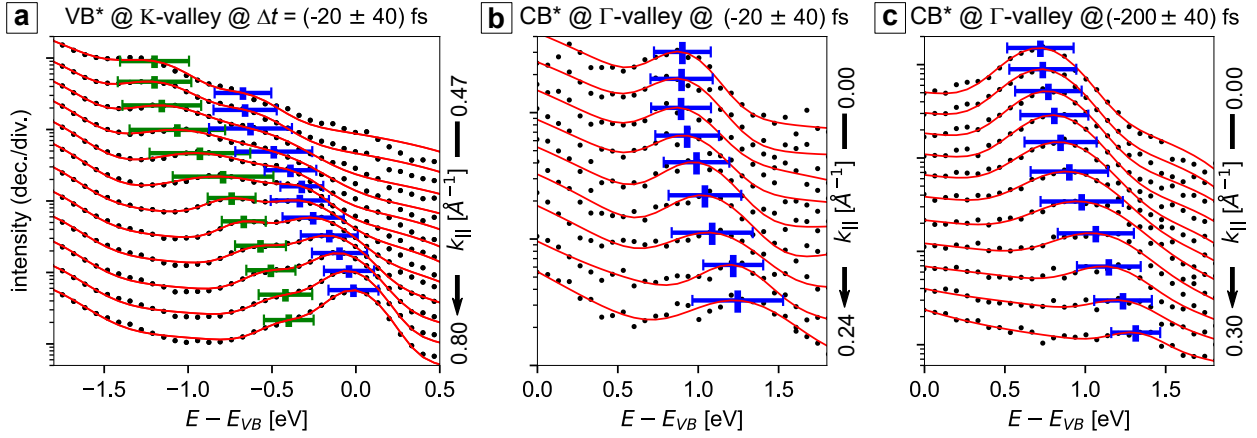 a VB* @ K-valley @ Δt = (-20 ± 40) fs
b CB* @ Γ-valley @ (-20 ± 40) fs
c CB* @ Γ-valley @(-200 ± 40) fs
intensity (dec./div.)
0.47
k|| [Å⁻¹]
0.80
−1.5 −1.0 −0.5 0.0 0.5
E − E_VB [eV]
0.00
k|| [Å⁻¹]
0.24
0.0 0.5 1.0 1.5
E − E_VB [eV]
0.00
k|| [Å⁻¹]
0.30
0.0 0.5 1.0 1.5
E − E_VB [eV]